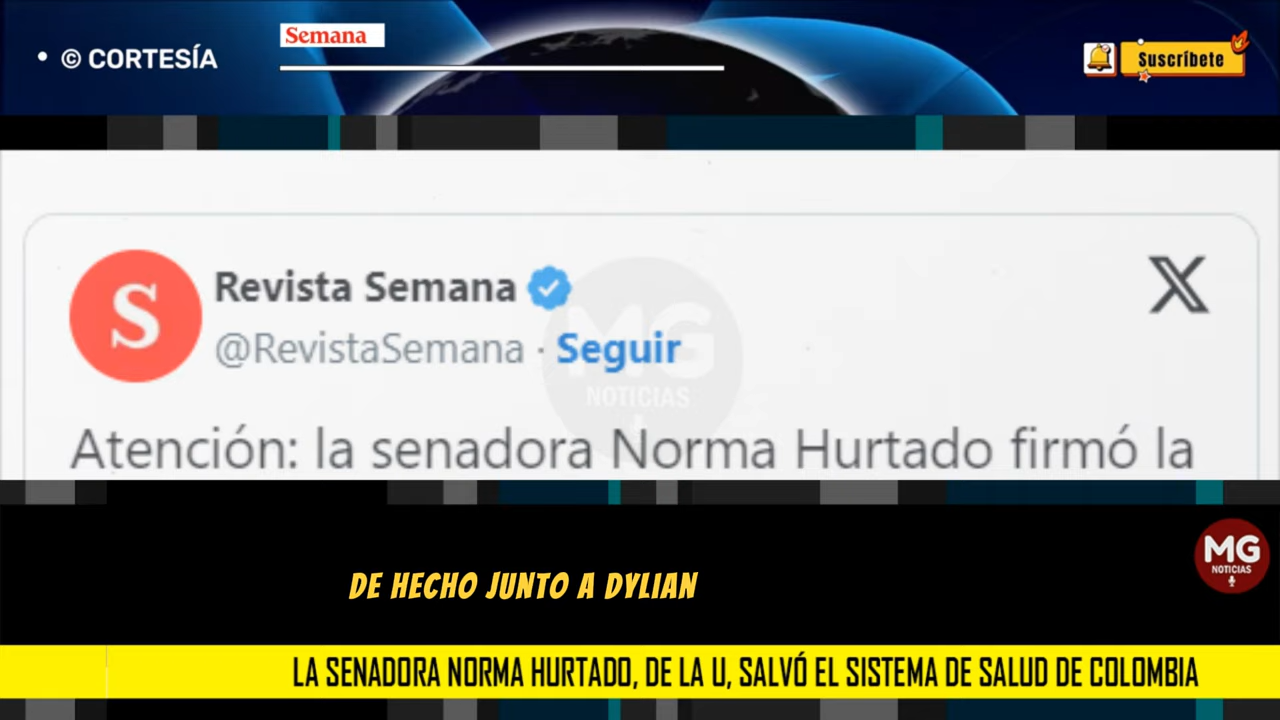 • © CORTESÍA
Semana
Suscríbete
S
Revista Semana
@RevistaSemana · Seguir
X
MG
NOTICIAS
Atención: la senadora Norma Hurtado firmó la
MG
NOTICIAS
DE HECHO JUNTO A DYLIAN
LA SENADORA NORMA HURTADO, DE LA U, SALVÓ EL SISTEMA DE SALUD DE COLOMBIA